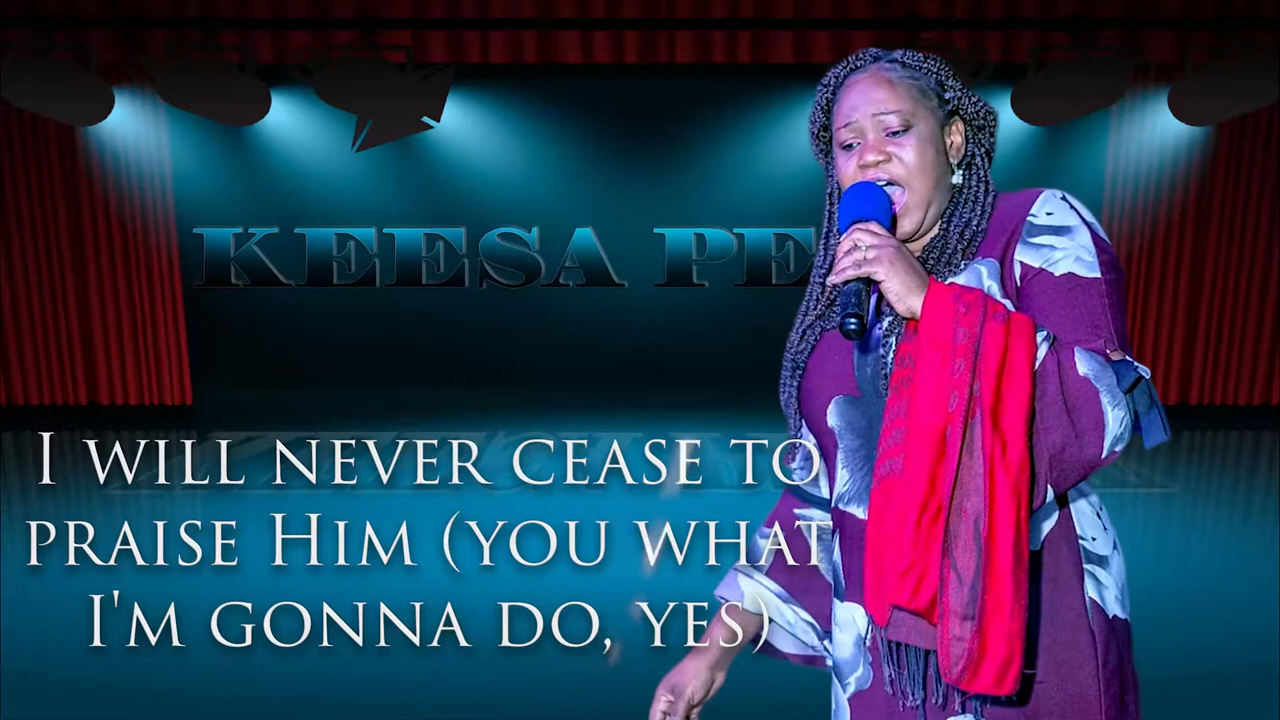 KEESA PE
I WILL NEVER CEASE TO
PRAISE HIM (YOU WHAT
I'M GONNA DO, YES)